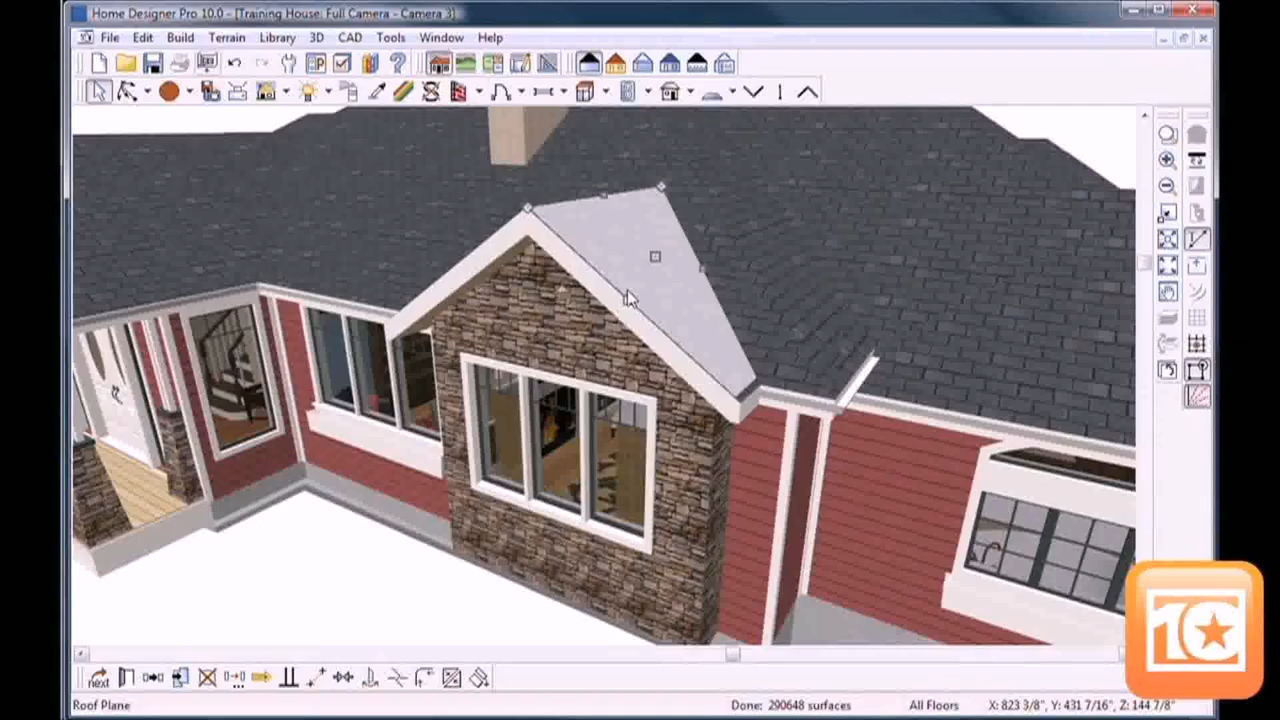 Home Designer Pro 10.0 - [Training House: Full Camera - Camera 3]
File Edit Build Terrain Library 3D CAD Tools Window Help
next
Roof Plane Done: 290648 surfaces All Floors X: 823 3/8", Y: 431 7/16", Z: 144 7/8"
10